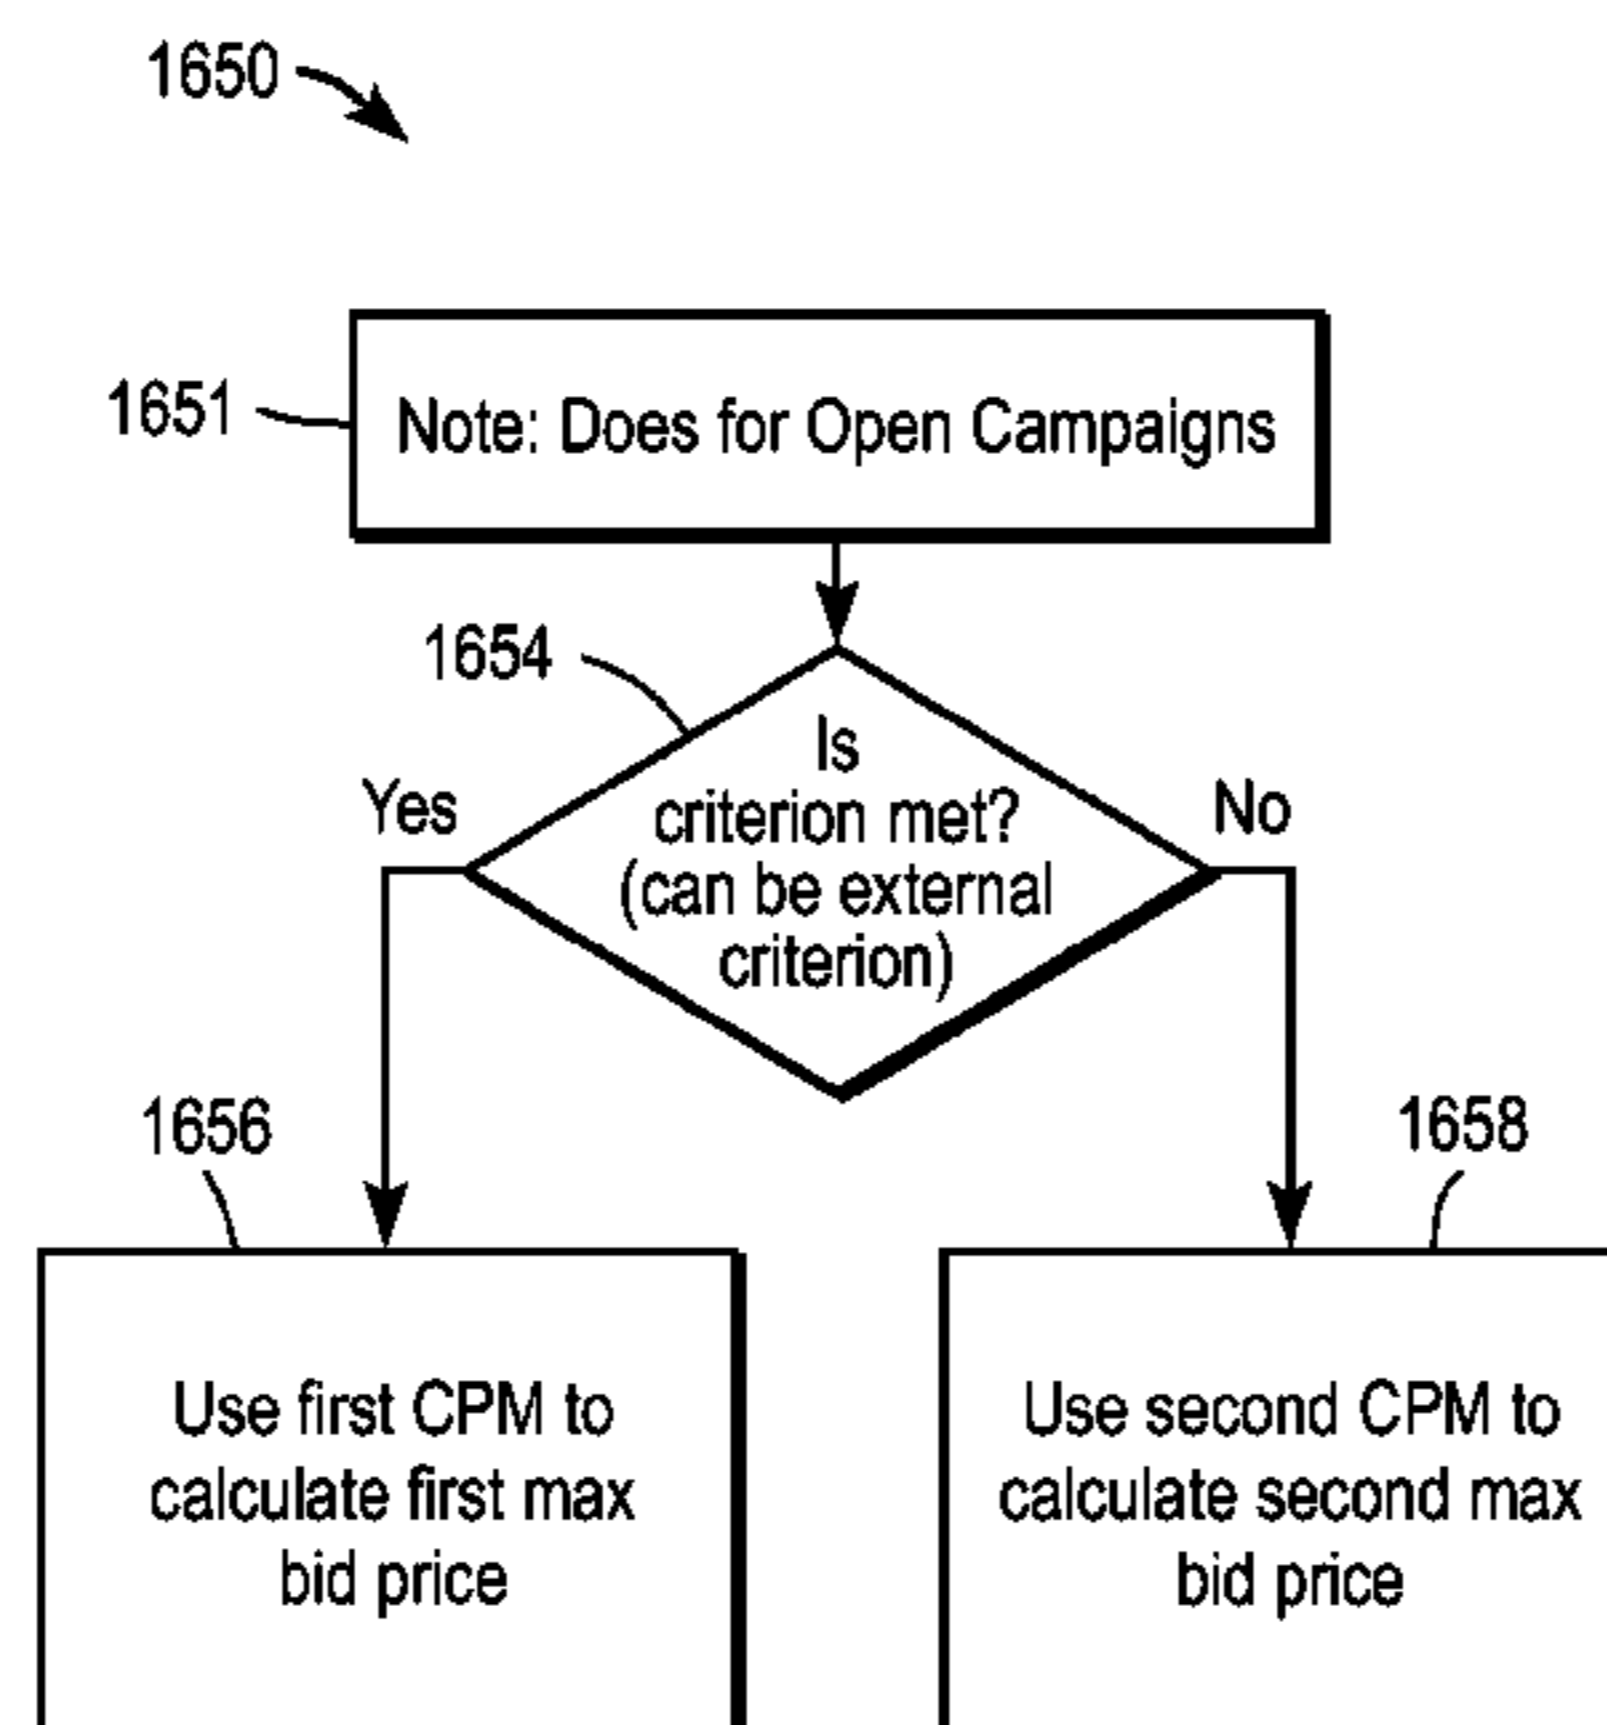 1650
1651
Note: Does for Open Campaigns
1654
Is
criterion met?
(can be external
criterion)
Yes
No
1656
1658
Use first CPM to
calculate first max
bid price
Use second CPM to
calculate second max
bid price